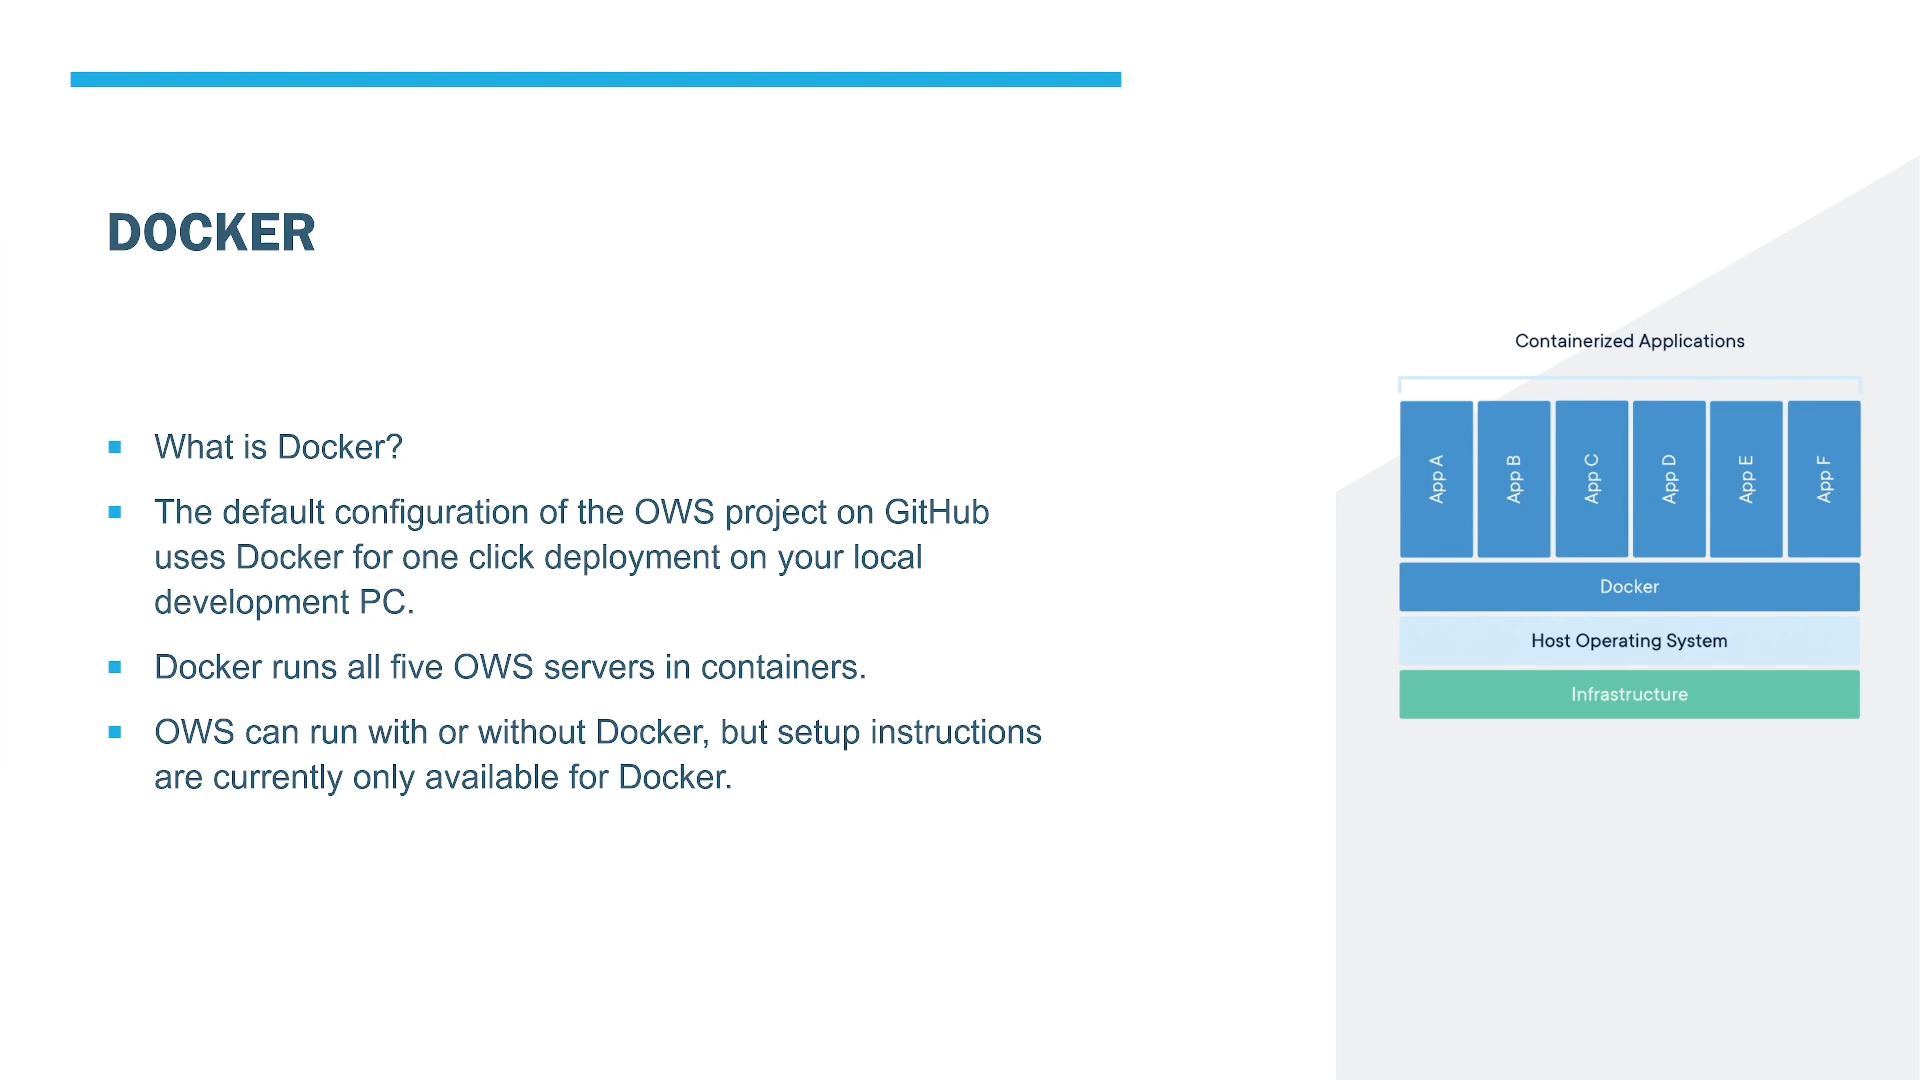 DOCKER
What is Docker?
The default configuration of the OWS project on GitHub
uses Docker for one click deployment on your local
development PC.
Docker runs all five OWS servers in containers.
OWS can run with or without Docker, but setup instructions
are currently only available for Docker.
Containerized Applications
App A
App B
App C
App D
App E
App F
Docker
Host Operating System
Infrastructure